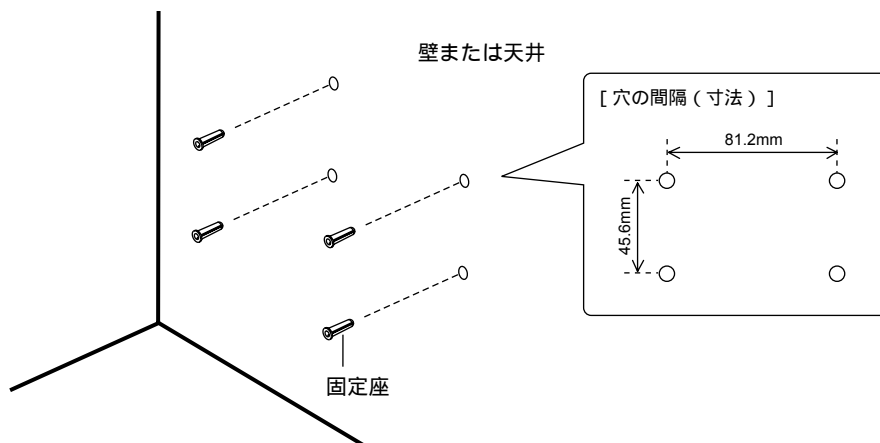 壁または天井
[ 穴の間隔（寸法）]
81.2mm
45.6mm
固定座